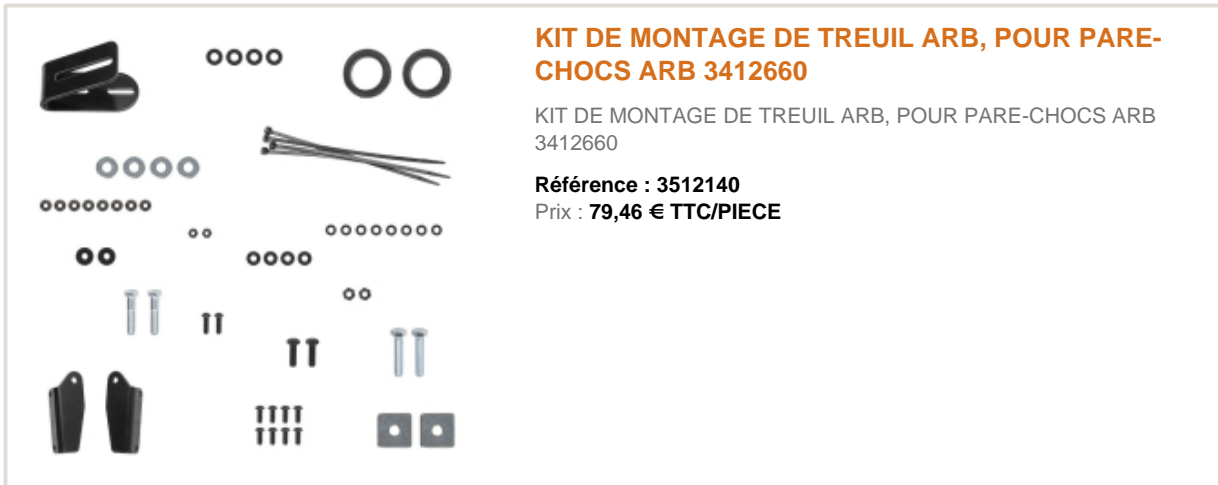 KIT DE MONTAGE DE TREUIL ARB, POUR PARE-
CHOCS ARB 3412660
KIT DE MONTAGE DE TREUIL ARB, POUR PARE-CHOCS ARB
3412660
Référence : 3512140
Prix : 79,46 € TTC/PIECE